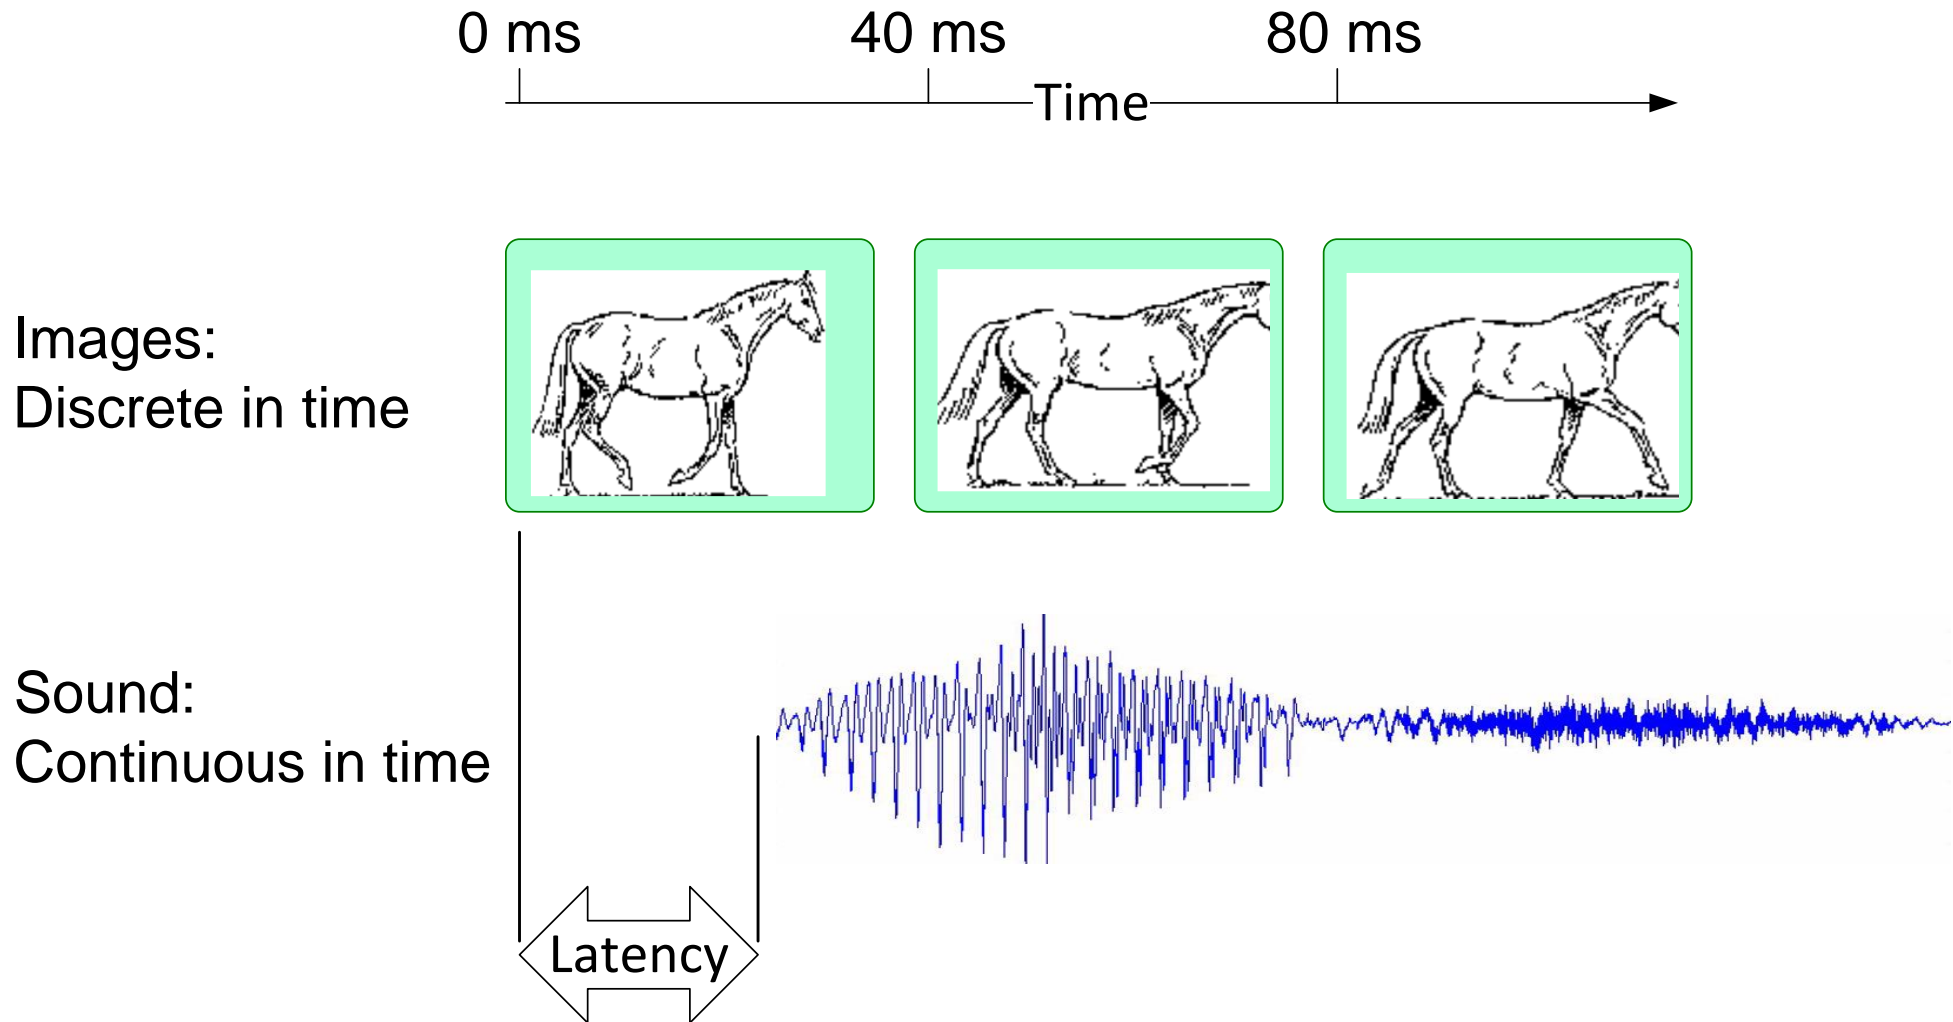 0 ms 40 ms 80 ms
Time
Images:
Discrete in time
Sound:
Continuous in time
Latency